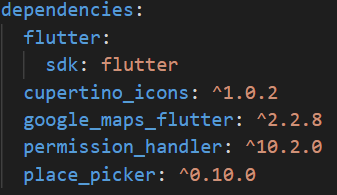 dependencies:
  flutter:
    sdk: flutter
  cupertino_icons: ^1.0.2
  google_maps_flutter: ^2.2.8
  permission_handler: ^10.2.0
  place_picker: ^0.10.0